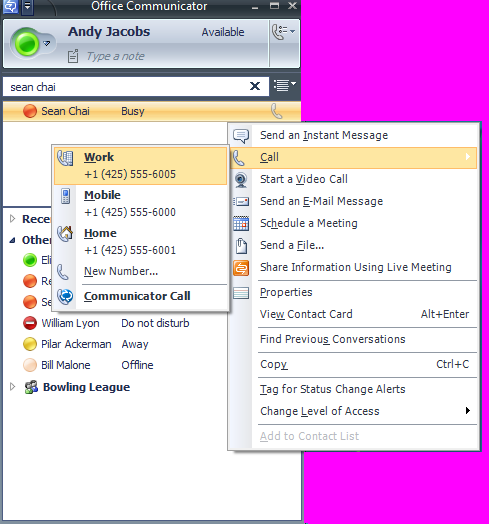 Office Communicator
Andy Jacobs Available
Type a note
sean chai
Sean Chai Busy
Send an Instant Message
Call
Start a Video Call
Send an E-Mail Message
Schedule a Meeting
Send a File...
Share Information Using Live Meeting
Properties
View Contact Card Alt+Enter
Find Previous Conversations
Copy Ctrl+C
Tag for Status Change Alerts
Change Level of Access
Add to Contact List
Work
+1 (425) 555-6005
Mobile
+1 (425) 555-6000
Home
+1 (425) 555-6001
New Number...
Communicator Call
William Lyon Do not disturb
Pilar Ackerman Away
Bill Malone Offline
Bowling League